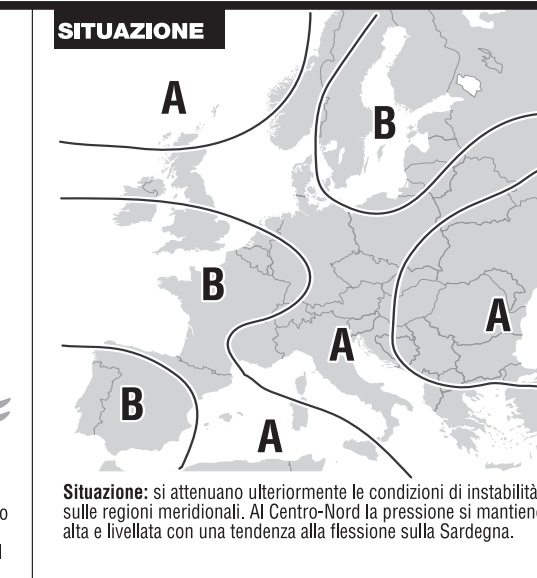 SITUAZIONE
A
B
B
A
A
B
A
Situazione: si attenuano ulteriormente le condizioni di instabilità
sulle regioni meridionali. Al Centro-Nord la pressione si mantiene
alta e livellata con una tendenza alla flessione sulla Sardegna.